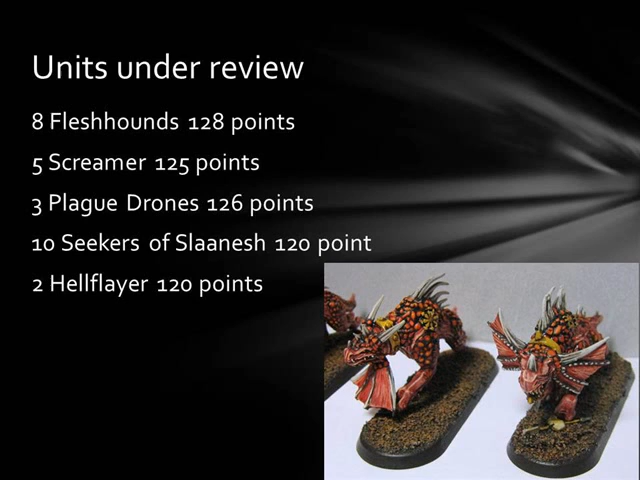 Units under review
8 Fleshhounds 128 points
5 Screamer 125 points
3 Plague Drones 126 points
10 Seekers of Slaanesh 120 point
2 Hellflayer 120 points